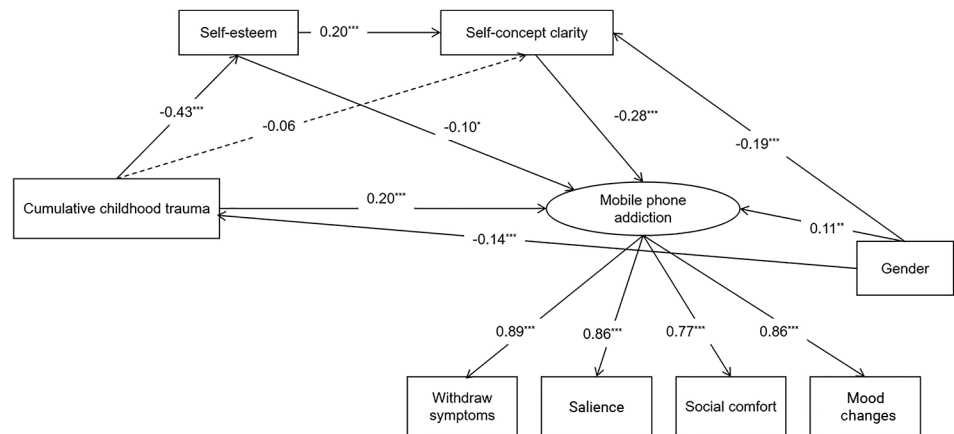 Self-esteem
0.20***
Self-concept clarity
-0.43***
-0.06
-0.10*
-0.28***
-0.19***
Cumulative childhood trauma
0.20***
Mobile phone
addiction
0.11**
-0.14***
Gender
0.89***
0.86***
0.77***
0.86***
Withdraw
symptoms
Salience
Social comfort
Mood
changes